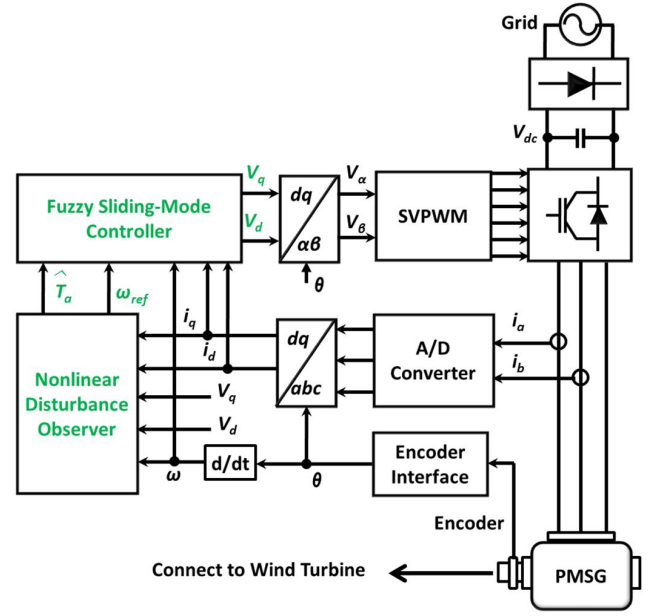 Grid
V_dc
Fuzzy Sliding-Mode
Controller
V_q
V_d
dq
αβ
θ
V_α
V_β
SVPWM
T̂_a
ω_ref
i_q
i_d
dq
abc
A/D
Converter
i_a
i_b
Nonlinear
Disturbance
Observer
V_q
V_d
ω
d/dt
θ
Encoder
Interface
Encoder
Connect to Wind Turbine
PMSG